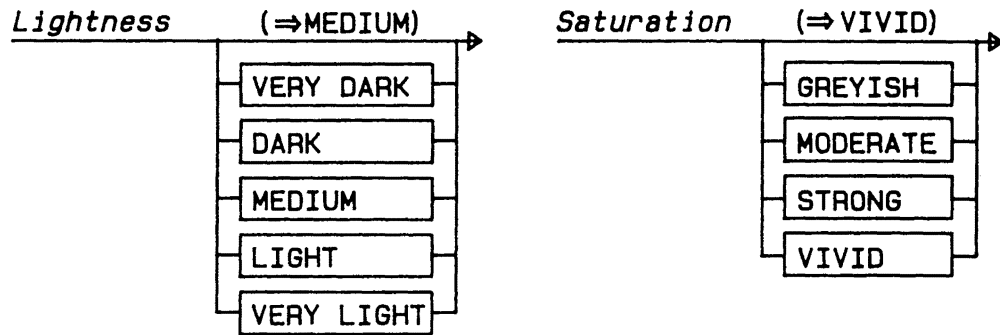 Lightness (⇒MEDIUM)
VERY DARK
DARK
MEDIUM
LIGHT
VERY LIGHT
Saturation (⇒VIVID)
GREYISH
MODERATE
STRONG
VIVID